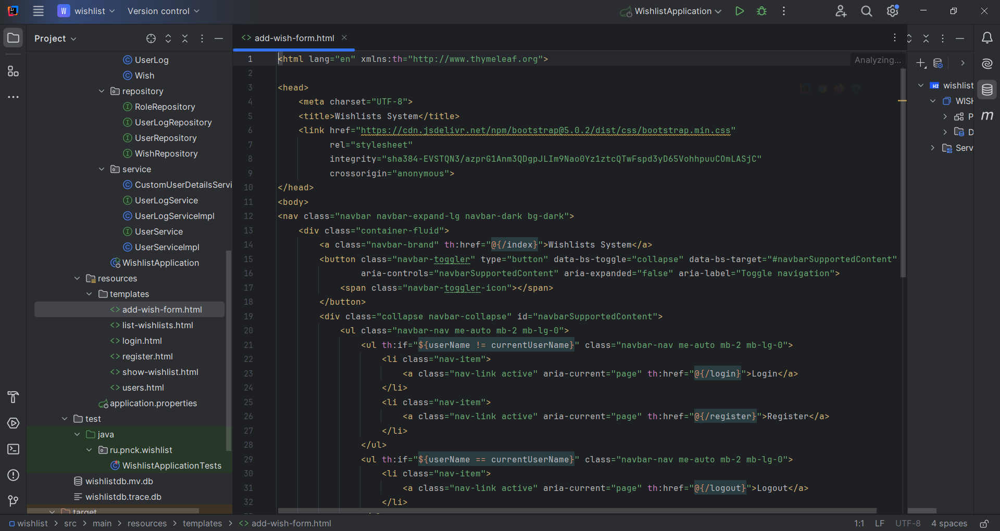 W wishlist Version control WishlistApplication
Project
UserLog
Wish
repository
RoleRepository
UserLogRepository
UserRepository
WishRepository
service
CustomUserDetailsServi
UserLogService
UserLogServiceImpl
UserService
UserServiceImpl
WishlistApplication
resources
templates
add-wish-form.html
list-wishlists.html
login.html
register.html
show-wishlist.html
users.html
application.properties
test
java
ru.pnck.wishlist
WishlistApplicationTests
wishlistdb.mv.db
wishlistdb.trace.db
target
add-wish-form.html
Analyzing...
1 <html lang="en" xmlns:th="http://www.thymeleaf.org">
2
3 <head>
4 <meta charset="UTF-8">
5 <title>Wishlists System</title>
6 <link href="https://cdn.jsdelivr.net/npm/bootstrap@5.0.2/dist/css/bootstrap.min.css"
7 rel="stylesheet"
8 integrity="sha384-EVSTQN3/azprG1Anm3QDgpJLIm9Nao0Yz1ztcQTwFspd3yD65VohhpuuCOmLASjC"
9 crossorigin="anonymous">
10 </head>
11 <body>
12 <nav class="navbar navbar-expand-lg navbar-dark bg-dark">
13 <div class="container-fluid">
14 <a class="navbar-brand" th:href="@{/index}">Wishlists System</a>
15 <button class="navbar-toggler" type="button" data-bs-toggle="collapse" data-bs-target="#navbarSupportedContent"
16 aria-controls="navbarSupportedContent" aria-expanded="false" aria-label="Toggle navigation">
17 <span class="navbar-toggler-icon"></span>
18 </button>
19 <div class="collapse navbar-collapse" id="navbarSupportedContent">
20 <ul class="navbar-nav me-auto mb-2 mb-lg-0">
21 <ul th:if="${userName != currentUserName}" class="navbar-nav me-auto mb-2 mb-lg-0">
22 <li class="nav-item">
23 <a class="nav-link active" aria-current="page" th:href="@{/login}">Login</a>
24 </li>
25 <li class="nav-item">
26 <a class="nav-link active" aria-current="page" th:href="@{/register}">Register</a>
27 </li>
28 </ul>
29 <ul th:if="${userName == currentUserName}" class="navbar-nav me-auto mb-2 mb-lg-0">
30 <li class="nav-item">
31 <a class="nav-link active" aria-current="page" th:href="@{/logout}">Logout</a>
32 </li>
H2 wishlist
WISH
P
D
Serv
m
wishlist > src > main > resources > templates > <> add-wish-form.html
1:1 LF UTF-8 4 spaces